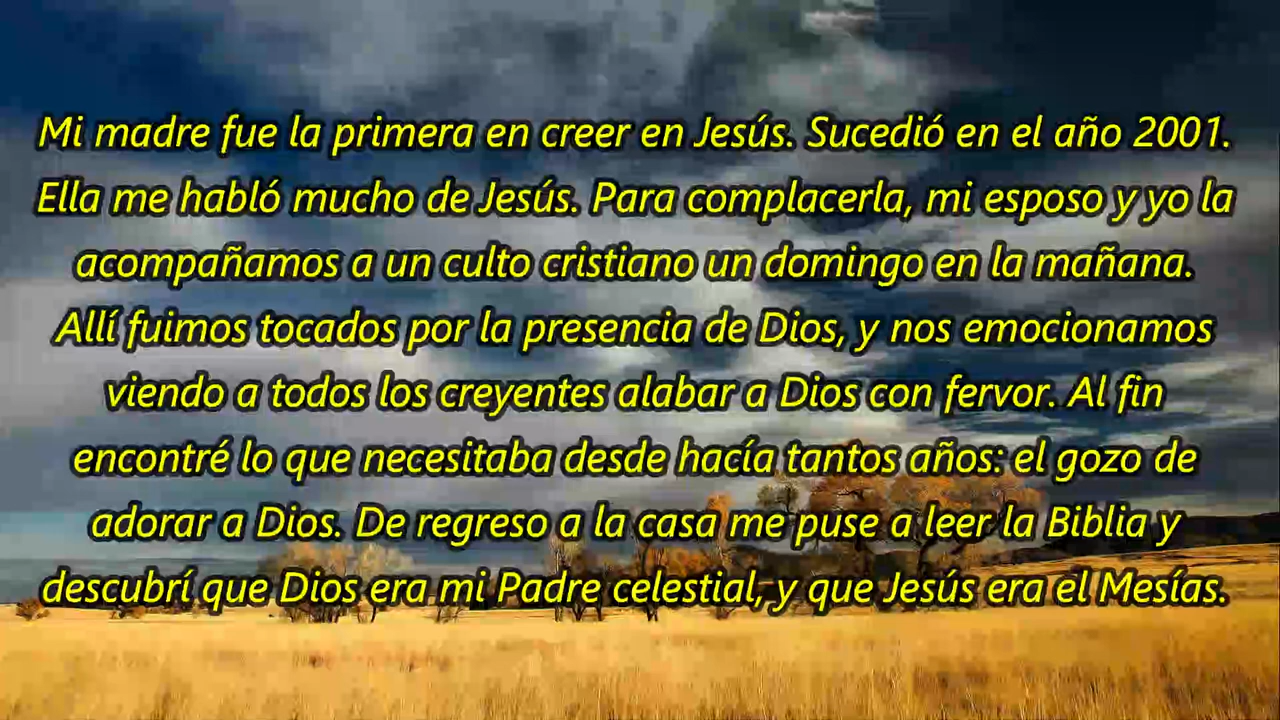 Mi madre fue la primera en creer en Jesús. Sucedió en el año 2001.
Ella me habló mucho de Jesús. Para complacerla, mi esposo y yo la
acompañamos a un culto cristiano un domingo en la mañana.
Allí fuimos tocados por la presencia de Dios, y nos emocionamos
viendo a todos los creyentes alabar a Dios con fervor. Al fin
encontré lo que necesitaba desde hacía tantos años: el gozo de
adorar a Dios. De regreso a la casa me puse a leer la Biblia y
descubrí que Dios era mi Padre celestial, y que Jesús era el Mesías.